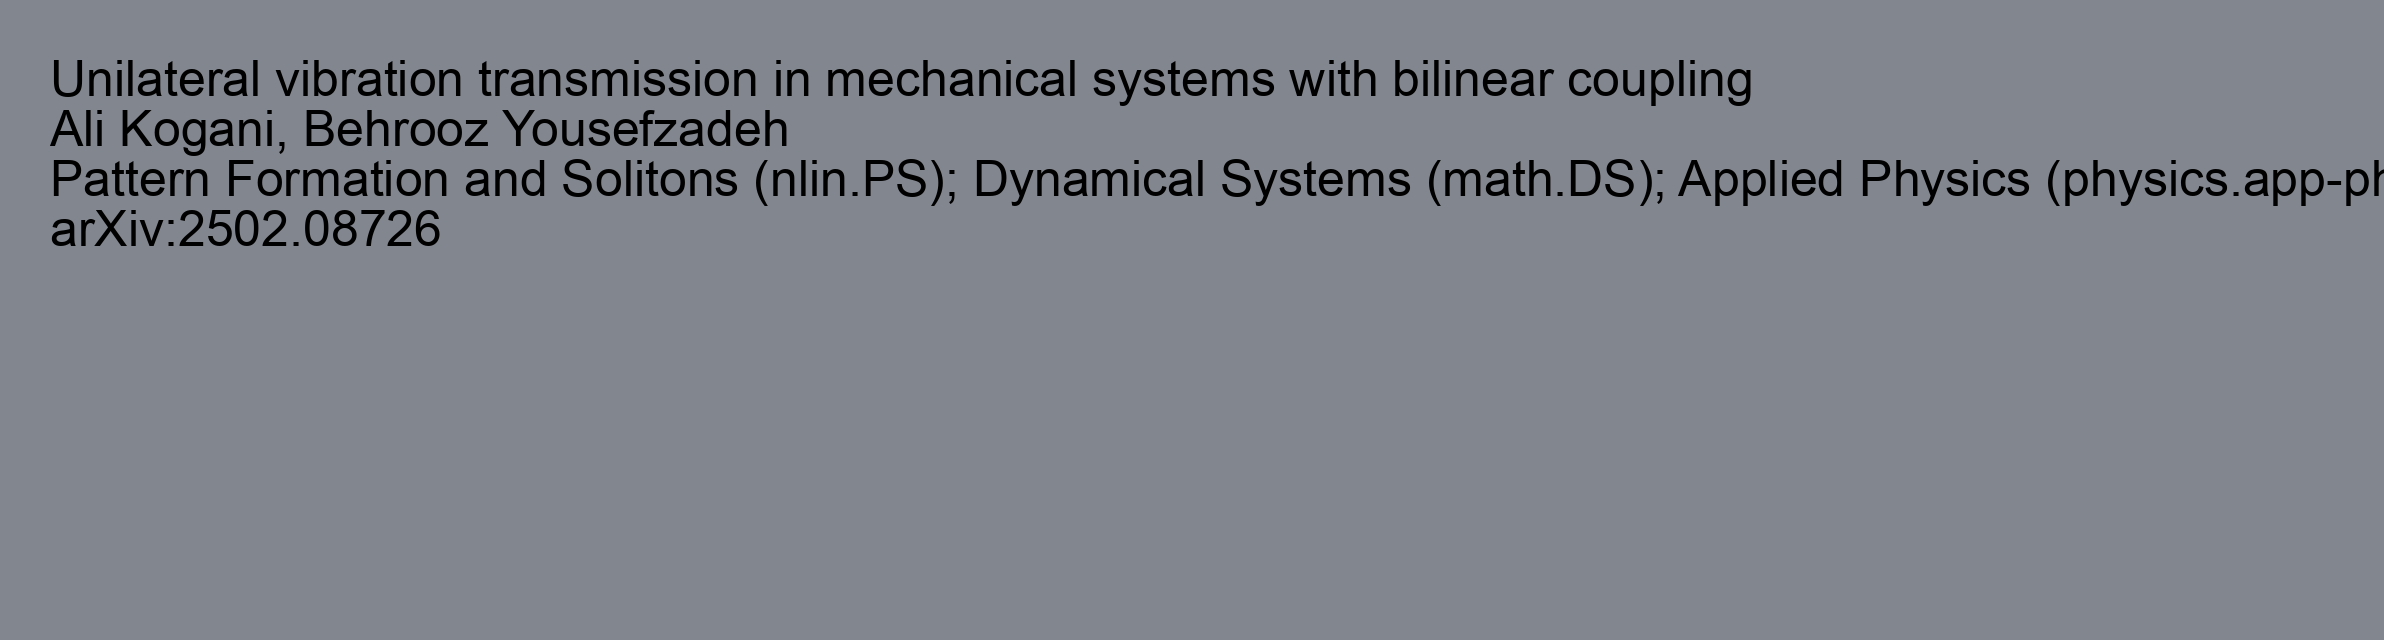 Unilateral vibration transmission in mechanical systems with bilinear coupling
Ali Kogani, Behrooz Yousefzadeh
Pattern Formation and Solitons (nlin.PS); Dynamical Systems (math.DS); Applied Physics (physics.app-ph
arXiv:2502.08726